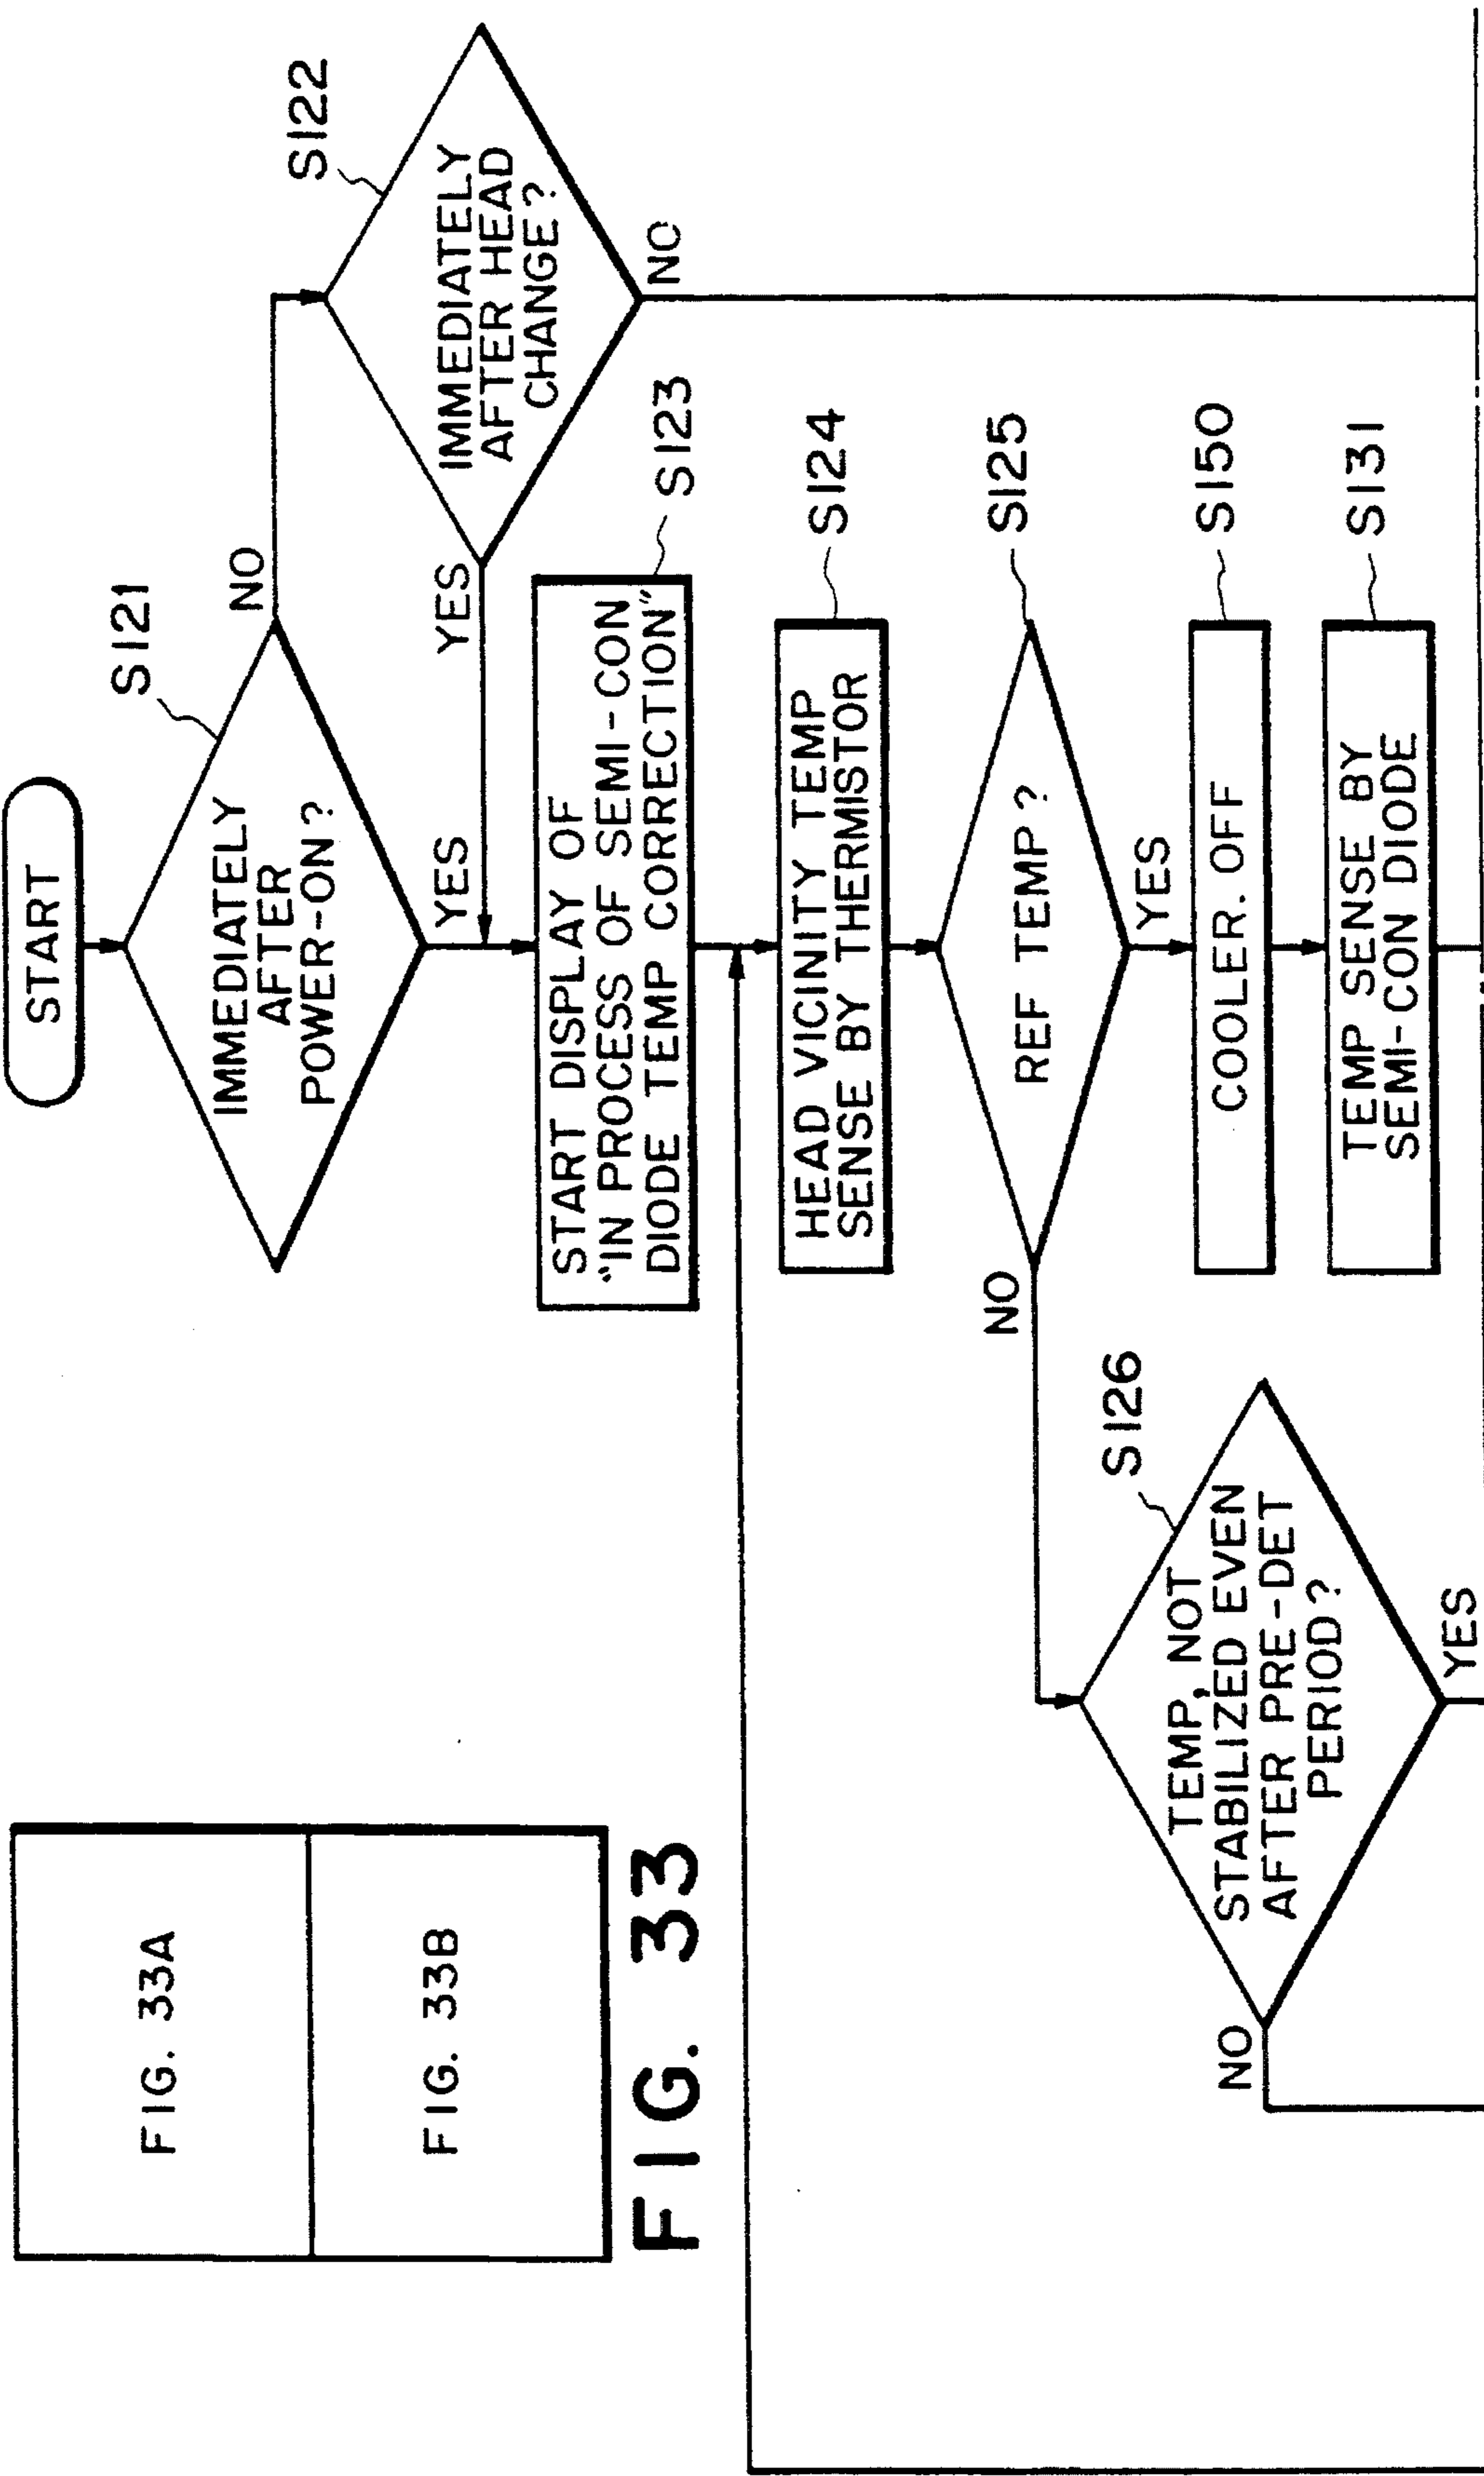 START
S121
IMMEDIATELY
AFTER
POWER-ON?
NO
YES
S122
IMMEDIATELY
AFTER HEAD
CHANGE?
YES
NO
S123
START DISPLAY OF
"IN PROCESS OF SEMI-CON
DIODE TEMP CORRECTION"
S124
HEAD VICINITY TEMP
SENSE BY THERMISTOR
S125
REF TEMP?
NO
YES
S150
COOLER. OFF
S131
TEMP SENSE BY
SEMI-CON DIODE
S126
TEMP, NOT
STABILIZED EVEN
AFTER PRE-DET
PERIOD?
NO
YES
FIG. 33A
FIG. 33B
FIG. 33